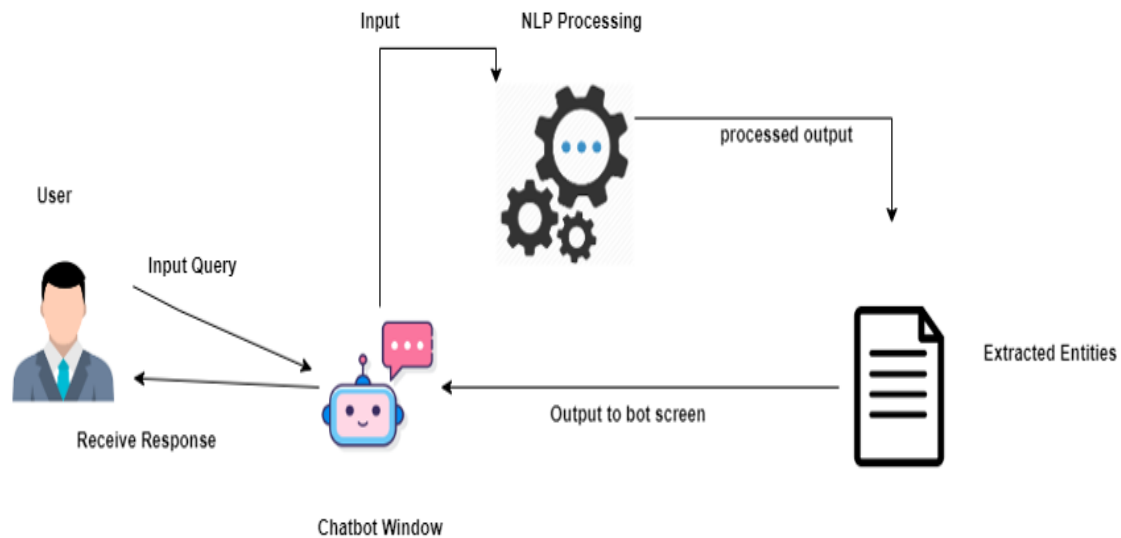 Input
NLP Processing
processed output
User
Input Query
Extracted Entities
Output to bot screen
Receive Response
Chatbot Window